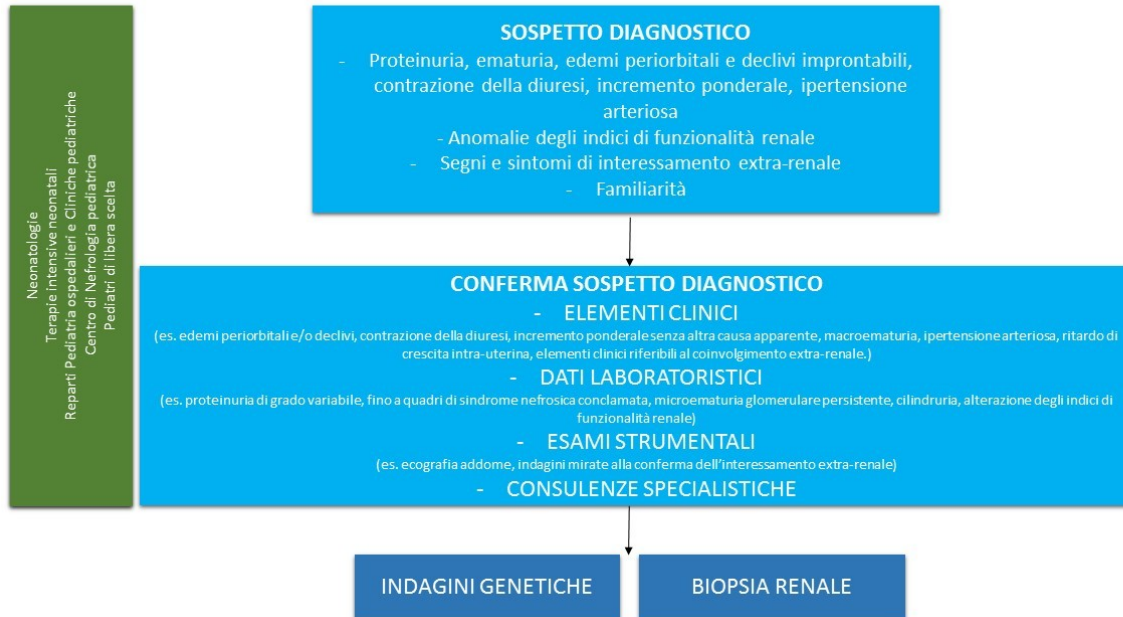 Neonatologie
Terapie intensive neonatali
Reparti Pediatria ospedalieri e Cliniche pediatriche
Centro di Nefrologia pediatrica
Pediatri di libera scelta
SOSPETTO DIAGNOSTICO
- Proteinuria, ematuria, edemi periorbitali e declivi improntabili,
contrazione della diuresi, incremento ponderale, ipertensione
arteriosa
- Anomalie degli indici di funzionalità renale
- Segni e sintomi di interessamento extra-renale
- Familiarità
CONFERMA SOSPETTO DIAGNOSTICO
- ELEMENTI CLINICI
(es. edemi periorbitali e/o declivi, contrazione della diuresi, incremento ponderale senza altra causa apparente, macroematuria, ipertensione arteriosa, ritardo di
crescita intra-uterina, elementi clinici riferibili al coinvolgimento extra-renale.)
- DATI LABORATORISTICI
(es. proteinuria di grado variabile, fino a quadri di sindrome nefrosica conclamata, microematuria glomerulare persistente, cilindruria, alterazione degli indici di
funzionalità renale)
- ESAMI STRUMENTALI
(es. ecografia addome, indagini mirate alla conferma dell'interessamento extra-renale)
- CONSULENZE SPECIALISTICHE
INDAGINI GENETICHE
BIOPSIA RENALE